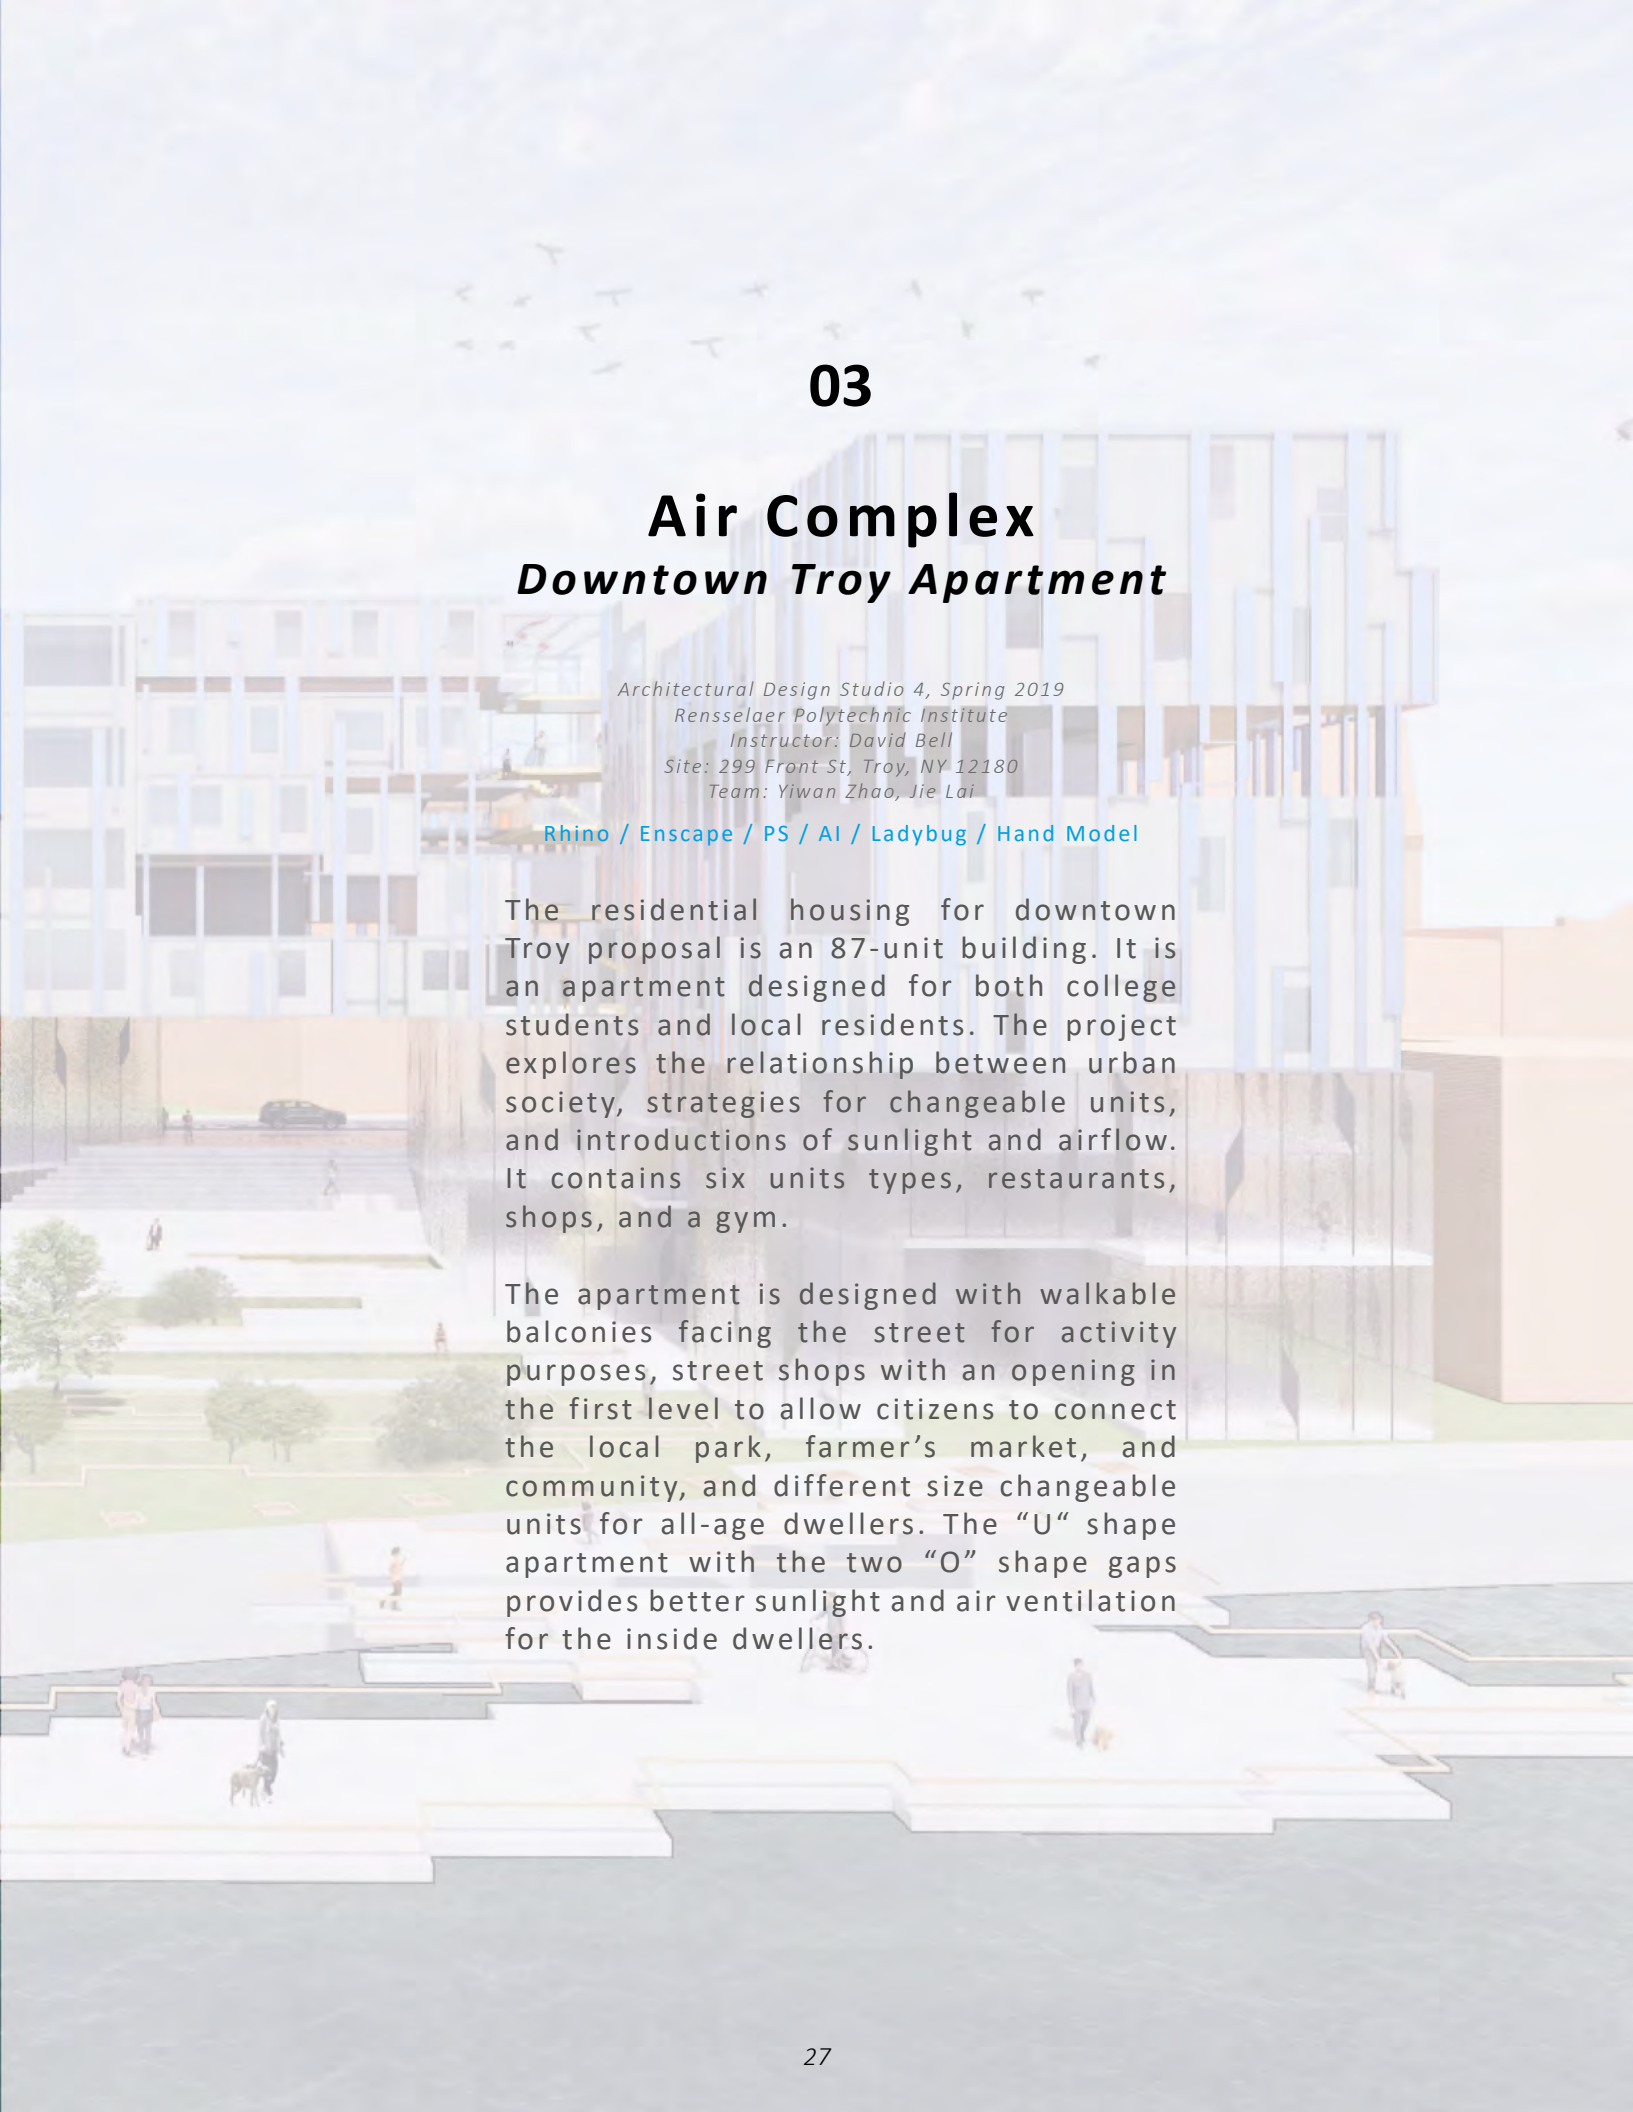 03
Air Complex
Downtown Troy Apartment
Architectural Design Studio 4, Spring 2019
Rensselaer Polytechnic Institute
Instructor: David Bell
Site: 299 Front St, Troy, NY 12180
Team: Yiwan Zhao, Jie Lai
Rhino / Enscape / PS / AI / Ladybug / Hand Model
The residential housing for downtown
Troy proposal is an 87-unit building. It is
an apartment designed for both college
students and local residents. The project
explores the relationship between urban
society, strategies for changeable units,
and introductions of sunlight and airflow.
It contains six units types, restaurants,
shops, and a gym.
The apartment is designed with walkable
balconies facing the street for activity
purposes, street shops with an opening in
the first level to allow citizens to connect
the local park, farmer’s market, and
community, and different size changeable
units for all-age dwellers. The “U“ shape
apartment with the two “O” shape gaps
provides better sunlight and air ventilation
for the inside dwellers.
27